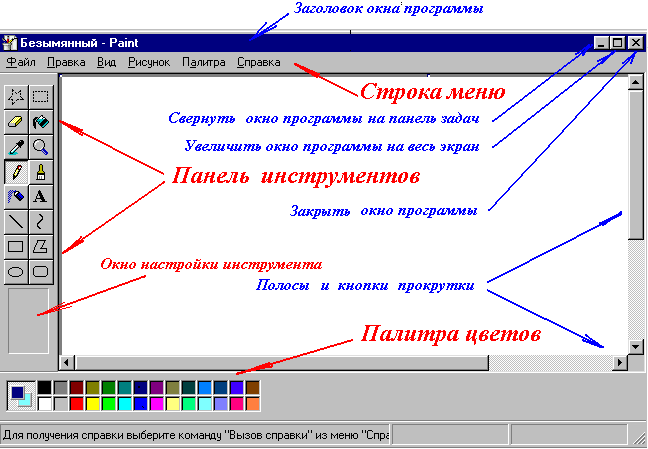 Заголовок окна программы
Безымянный - Paint
Файл Правка Вид Рисунок Палитра Справка
Строка меню
Свернуть окно программы на панель задач
Увеличить окно программы на весь экран
Панель инструментов
A
Закрыть окно программы
Окно настройки инструмента
Полосы и кнопки прокрутки
Палитра цветов
Для получения справки выберите команду "Вызов справки" из меню "Спра